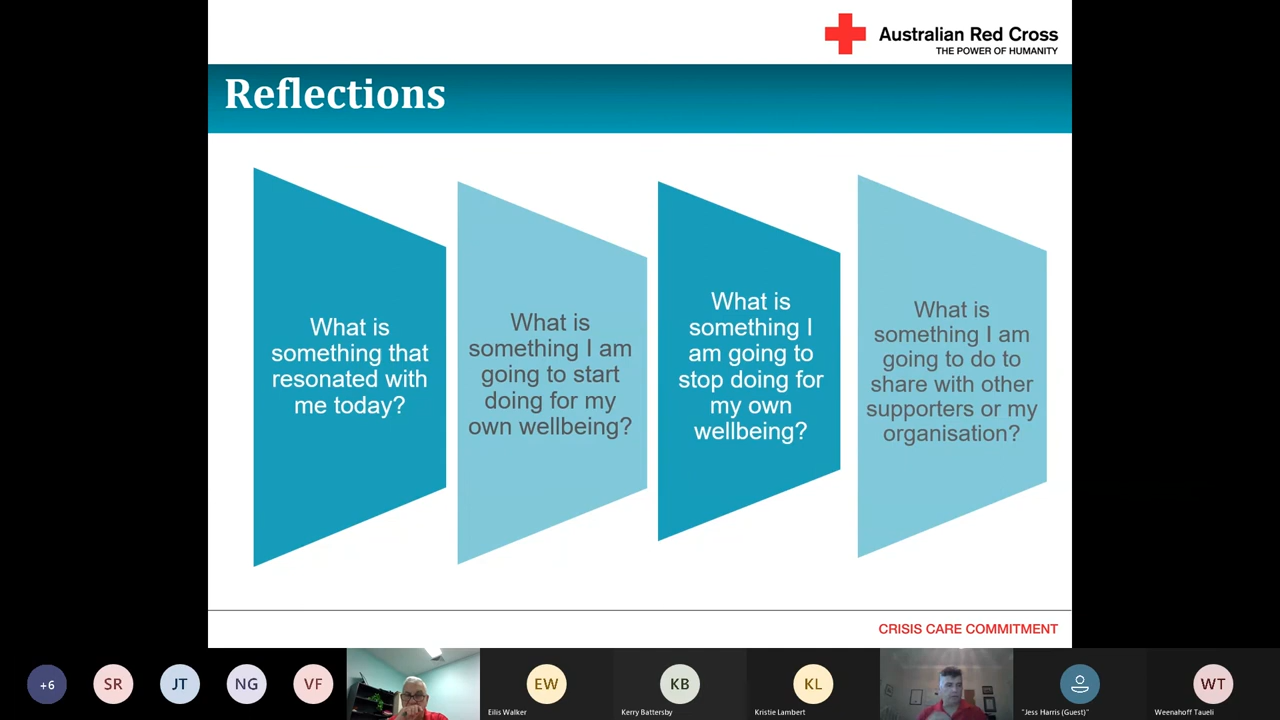 Australian Red Cross
THE POWER OF HUMANITY
Reflections
What is
something that
resonated with
me today?
What is
something I am
going to start
doing for my
own wellbeing?
What is
something I
am going to
stop doing for
my own
wellbeing?
What is
something I am
going to do to
share with other
supporters or my
organisation?
CRISIS CARE COMMITMENT
+6
SR
JT
NG
VF
EW
Eilis Walker
KB
Kerry Battersby
KL
Kristie Lambert
"Jess Harris (Guest)"
WT
Weenahoff Taueli